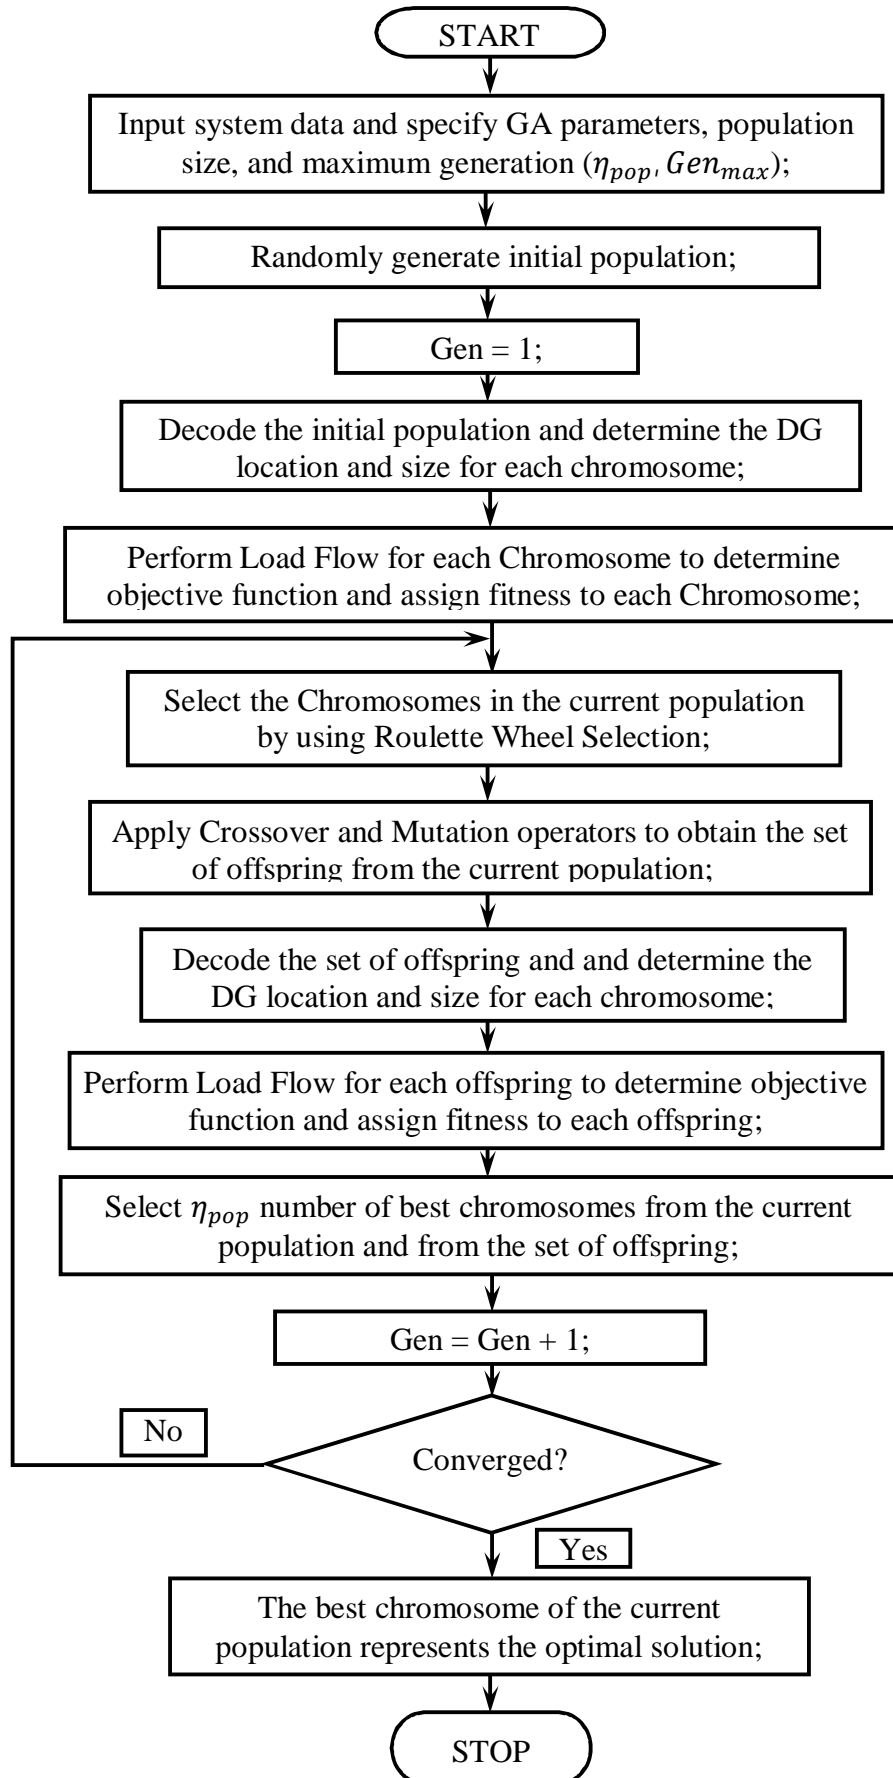 START
Input system data and specify GA parameters, population
size, and maximum generation (η_pop, Gen_max);
Randomly generate initial population;
Gen = 1;
Decode the initial population and determine the DG
location and size for each chromosome;
Perform Load Flow for each Chromosome to determine
objective function and assign fitness to each Chromosome;
Select the Chromosomes in the current population
by using Roulette Wheel Selection;
Apply Crossover and Mutation operators to obtain the set
of offspring from the current population;
Decode the set of offspring and and determine the
DG location and size for each chromosome;
Perform Load Flow for each offspring to determine objective
function and assign fitness to each offspring;
Select η_pop number of best chromosomes from the current
population and from the set of offspring;
Gen = Gen + 1;
No
Converged?
Yes
The best chromosome of the current
population represents the optimal solution;
STOP